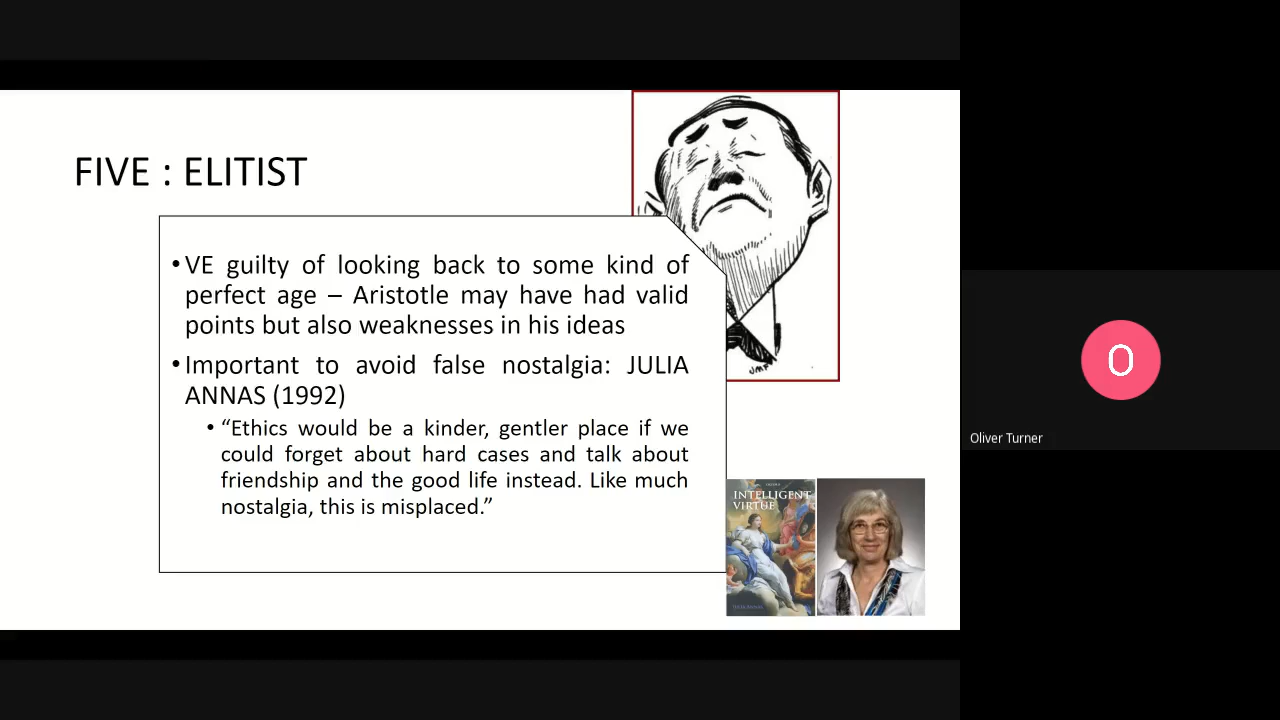 FIVE : ELITIST
• VE guilty of looking back to some kind of
perfect age – Aristotle may have had valid
points but also weaknesses in his ideas
• Important to avoid false nostalgia: JULIA
ANNAS (1992)
• “Ethics would be a kinder, gentler place if we
could forget about hard cases and talk about
friendship and the good life instead. Like much
nostalgia, this is misplaced.”
INTELLIGENT
VIRTUE
O
Oliver Turner